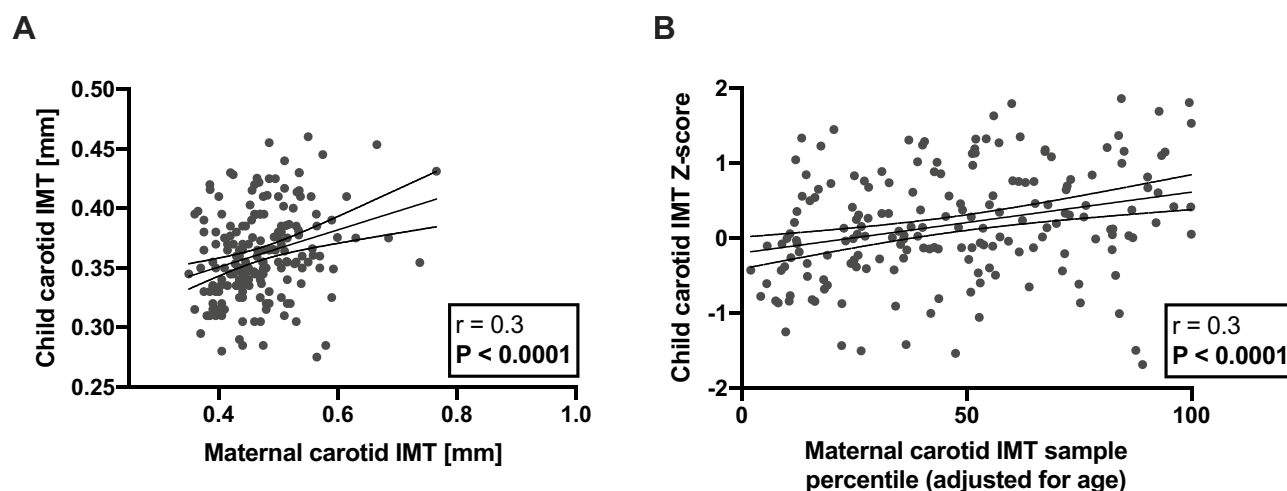 A
Child carotid IMT [mm]
0.50
0.45
0.40
0.35
0.30
0.25
0.4 0.6 0.8 1.0
Maternal carotid IMT [mm]
r = 0.3
P < 0.0001
B
Child carotid IMT Z-score
2
1
0
-1
-2
0 50 100
Maternal carotid IMT sample
percentile (adjusted for age)
r = 0.3
P < 0.0001